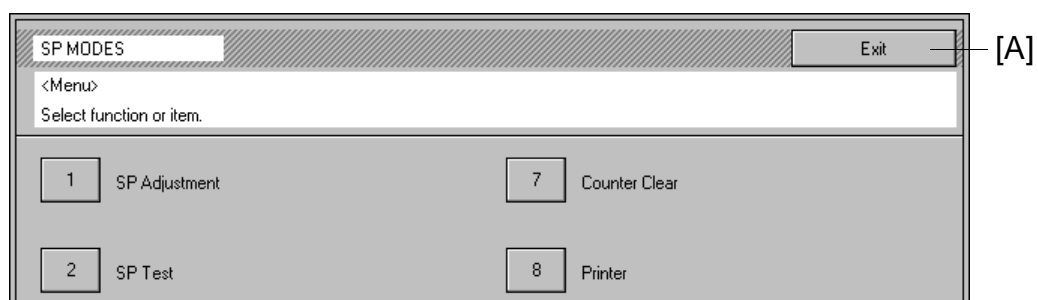 SP MODES
Exit
[A]
<Menu>
Select function or item.
1 SP Adjustment
7 Counter Clear
2 SP Test
8 Printer